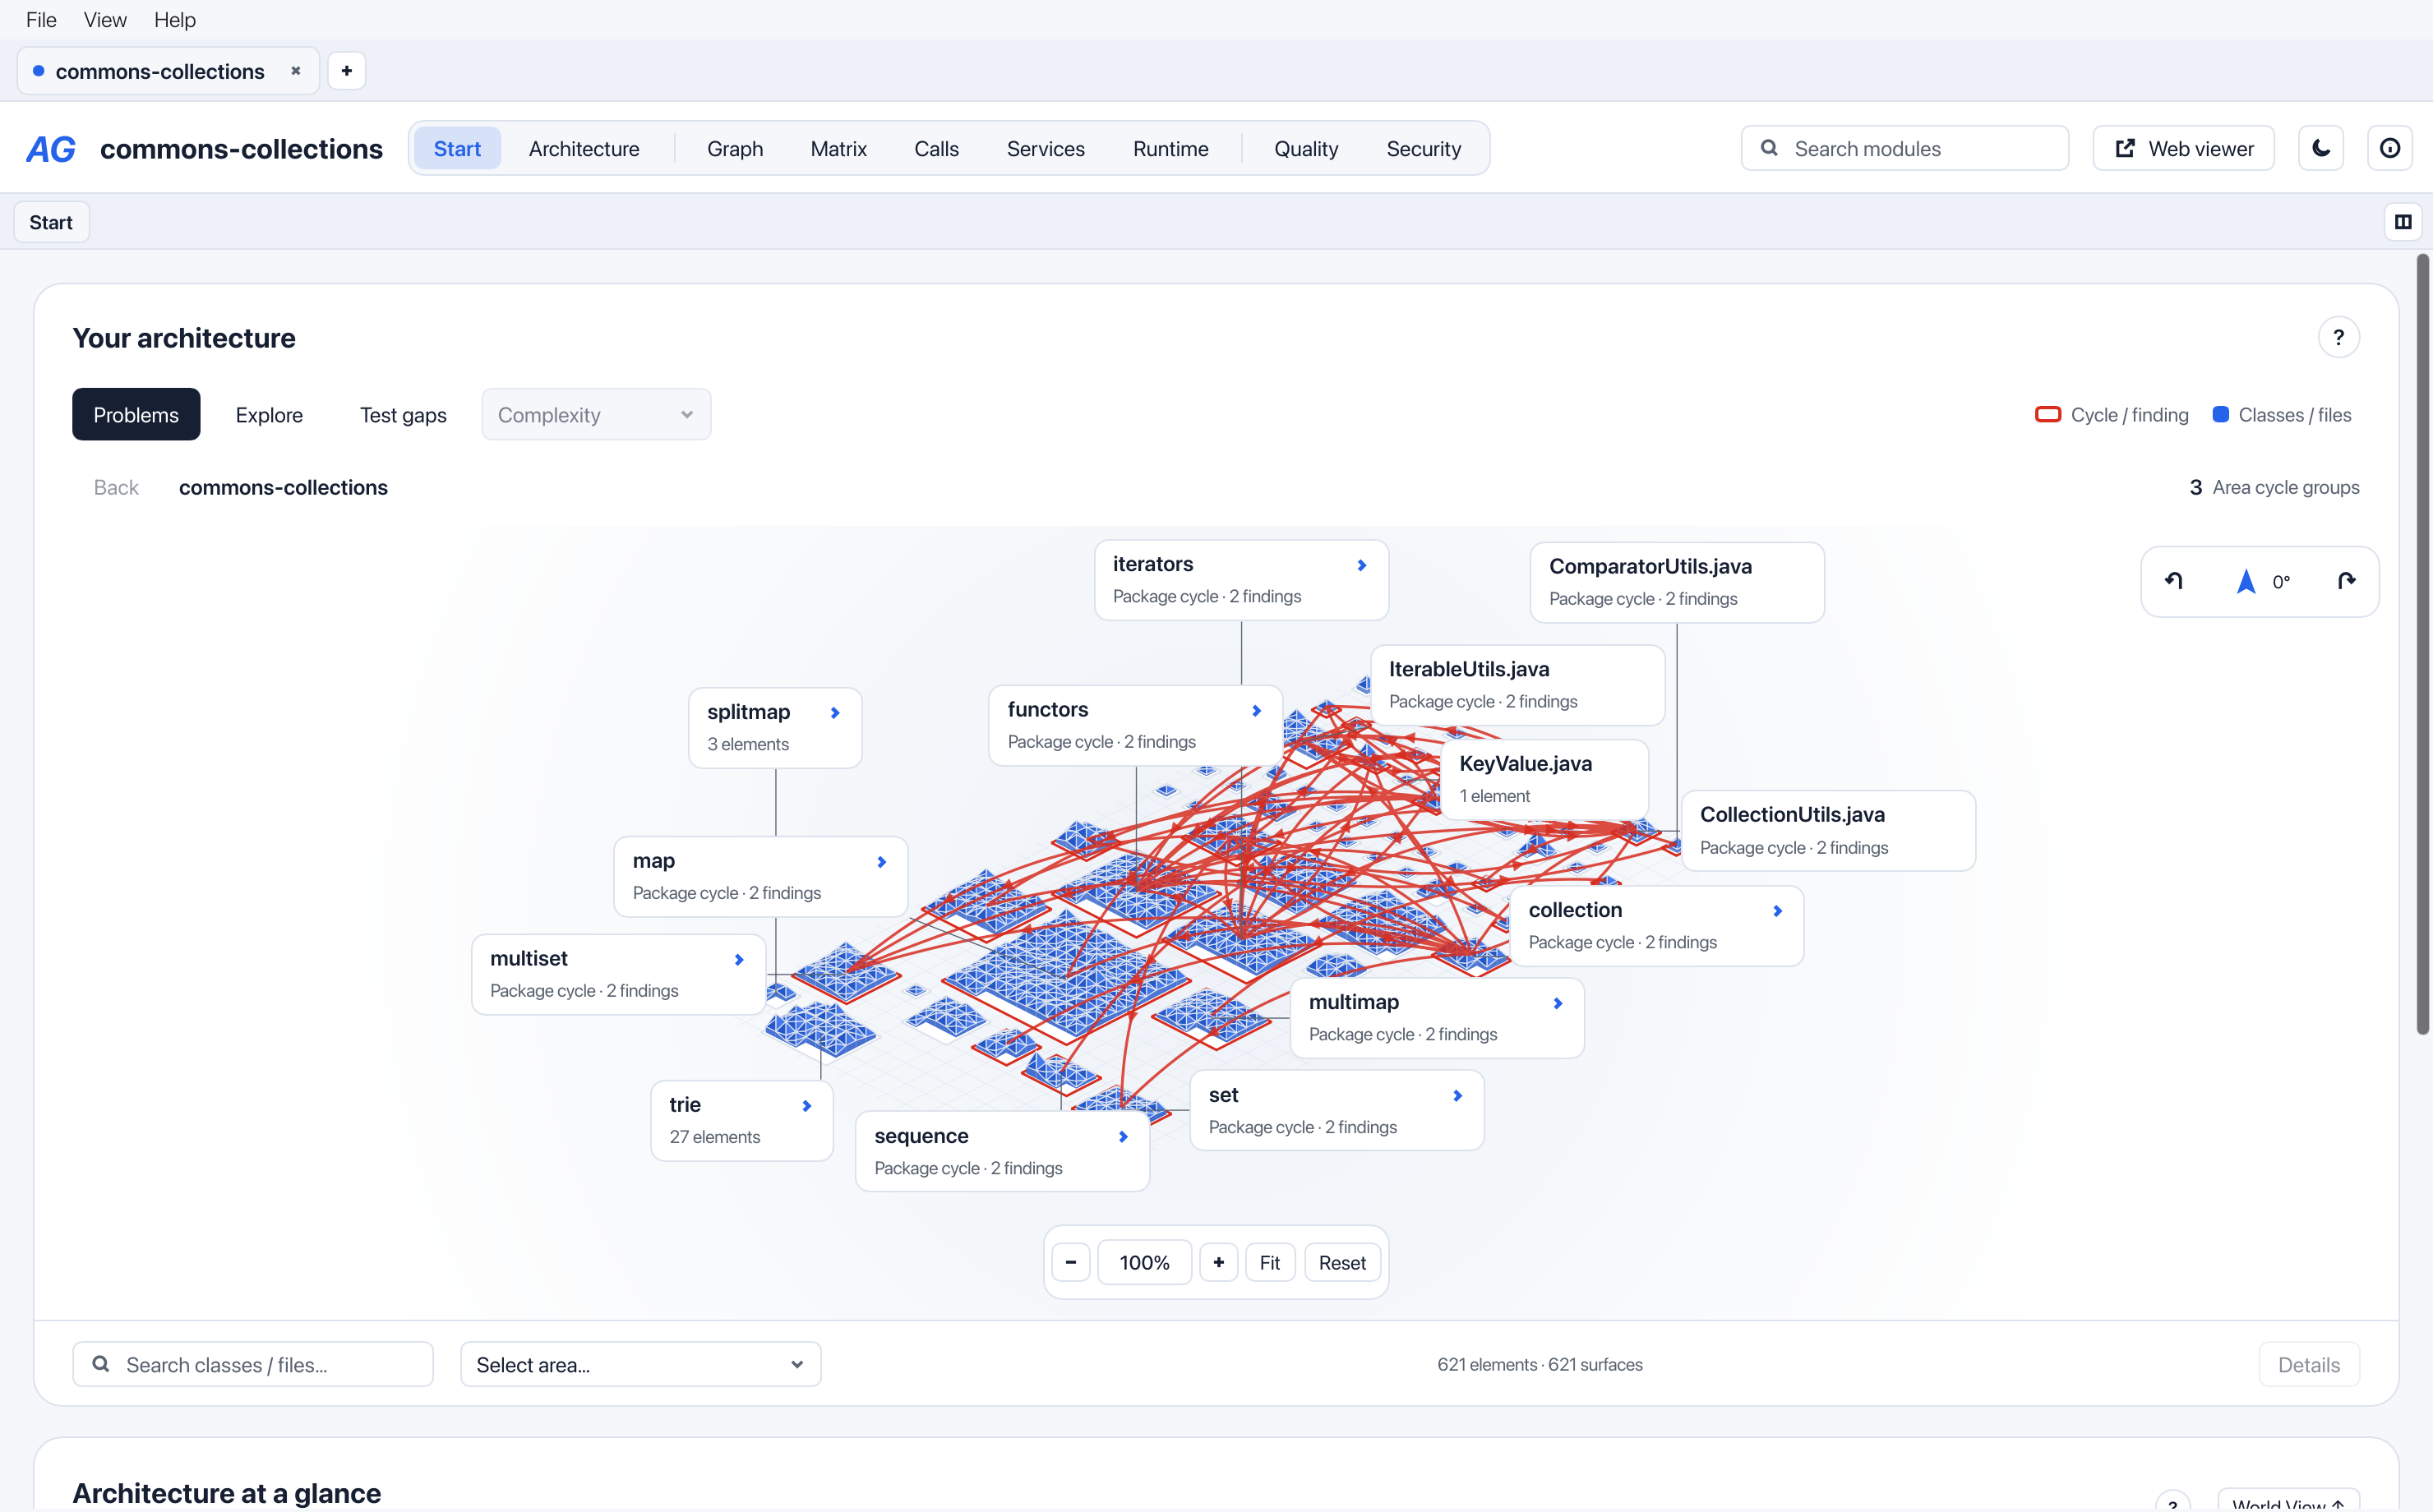 File View Help
commons-collections
AG commons-collections Start Architecture Graph Matrix Calls Services Runtime Quality Security Search modules Web viewer
Start
Your architecture ?
Problems Explore Test gaps Complexity Cycle / finding Classes / files
Back commons-collections 3 Area cycle groups
iterators
Package cycle · 2 findings
ComparatorUtils.java
Package cycle · 2 findings
0°
IterableUtils.java
Package cycle · 2 findings
splitmap
3 elements
functors
Package cycle · 2 findings
KeyValue.java
1 element
CollectionUtils.java
Package cycle · 2 findings
map
Package cycle · 2 findings
collection
Package cycle · 2 findings
multiset
Package cycle · 2 findings
multimap
Package cycle · 2 findings
set
Package cycle · 2 findings
trie
27 elements
sequence
Package cycle · 2 findings
− 100% + Fit Reset
Search classes / files... Select area... 621 elements · 621 surfaces Details
Architecture at a glance ? World View ↑